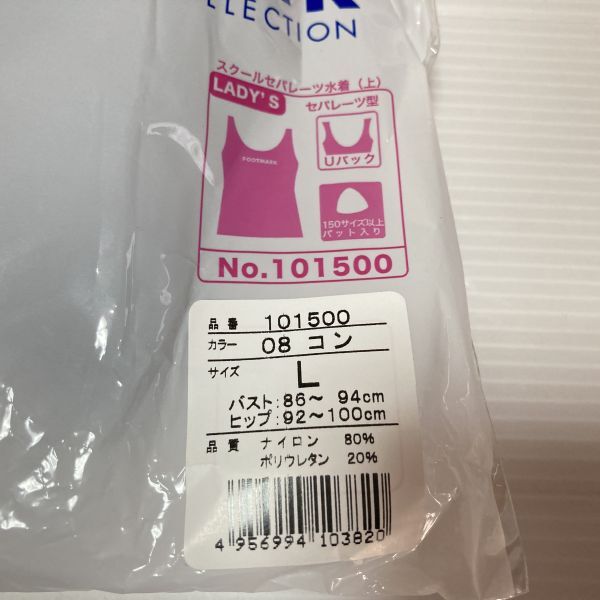 LLECTION
スクールセパレーツ水着（上）
LADY'S
セパレーツ型
FOOTMARK
Uバック
150サイズ以上
パット入り
No.101500
品番 101500
カラー 08 コン
サイズ L
バスト:86～ 94cm
ヒップ:92～100cm
品質 ナイロン 80%
ポリウレタン 20%
4 956994 103820